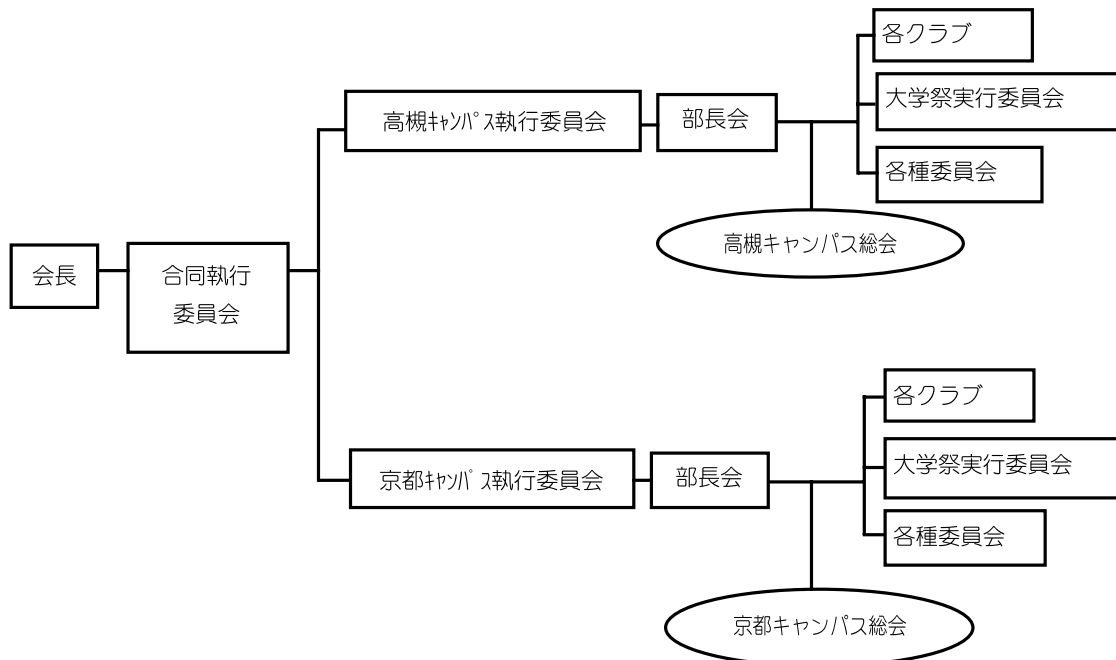 会長
合同執行
委員会
高槻ｷｬﾝﾊﾟｽ執行委員会
部長会
各クラブ
大学祭実行委員会
各種委員会
高槻キャンパス総会
京都ｷｬﾝﾊﾟｽ執行委員会
部長会
各クラブ
大学祭実行委員会
各種委員会
京都キャンパス総会